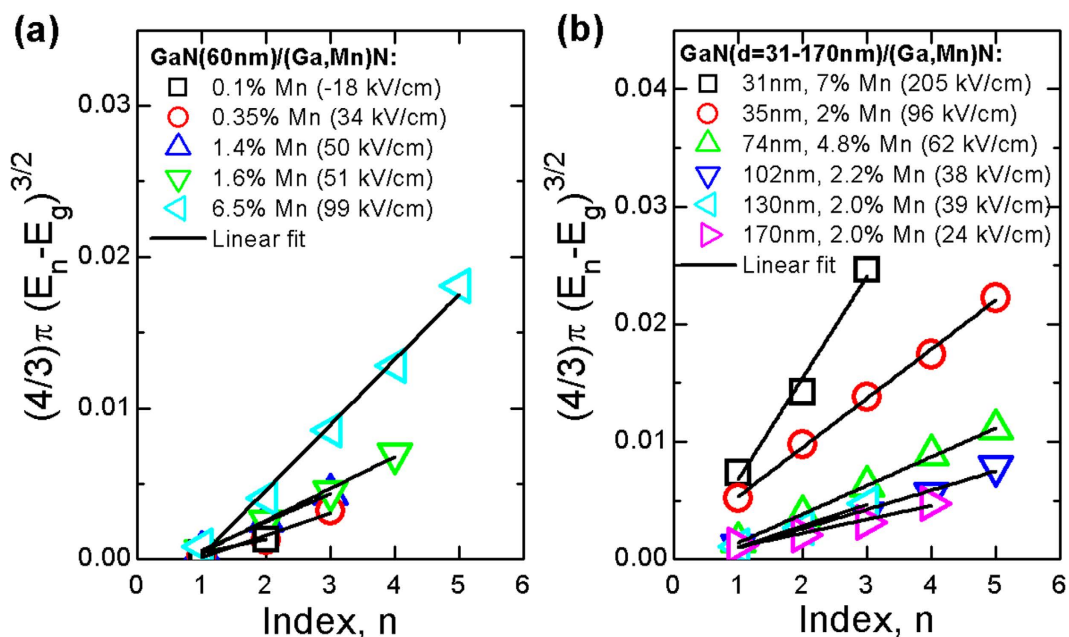 (a)
GaN(60nm)/(Ga,Mn)N:
0.1% Mn (-18 kV/cm)
0.35% Mn (34 kV/cm)
1.4% Mn (50 kV/cm)
1.6% Mn (51 kV/cm)
6.5% Mn (99 kV/cm)
Linear fit
(4/3)π (E_n-E_g)^3/2
0.03
0.02
0.01
0.00
0 1 2 3 4 5 6
Index, n
(b)
GaN(d=31-170nm)/(Ga,Mn)N:
31nm, 7% Mn (205 kV/cm)
35nm, 2% Mn (96 kV/cm)
74nm, 4.8% Mn (62 kV/cm)
102nm, 2.2% Mn (38 kV/cm)
130nm, 2.0% Mn (39 kV/cm)
170nm, 2.0% Mn (24 kV/cm)
Linear fit
(4/3)π (E_n-E_g)^3/2
0.04
0.03
0.02
0.01
0.00
0 1 2 3 4 5 6
Index, n